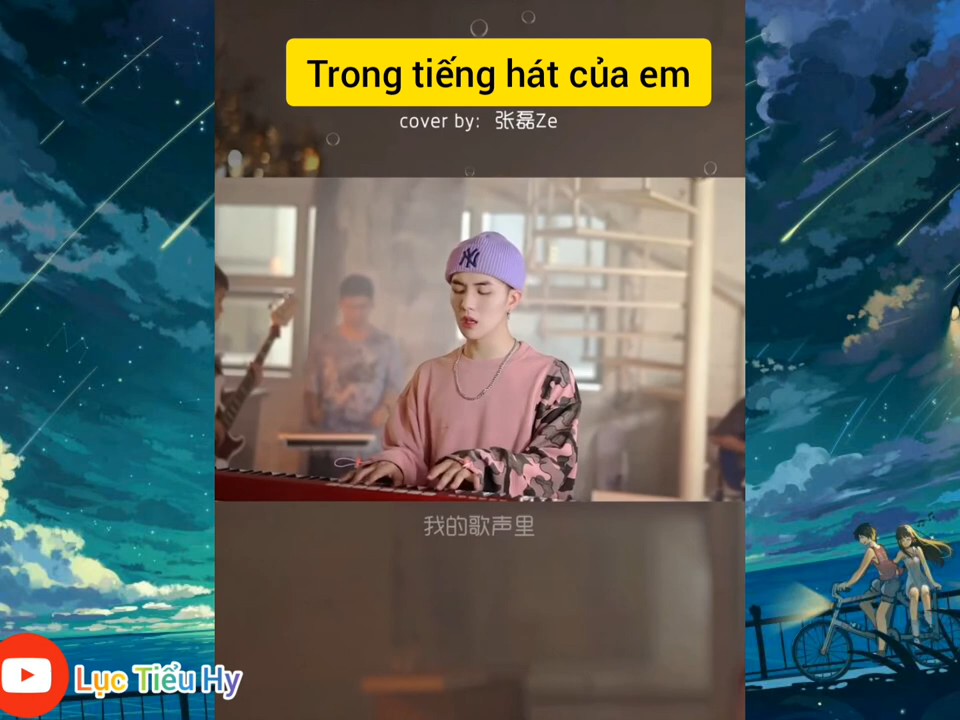 Trong tiếng hát của em
cover by: 张磊Ze
NY
我的歌声里
Lục Tiểu Hy